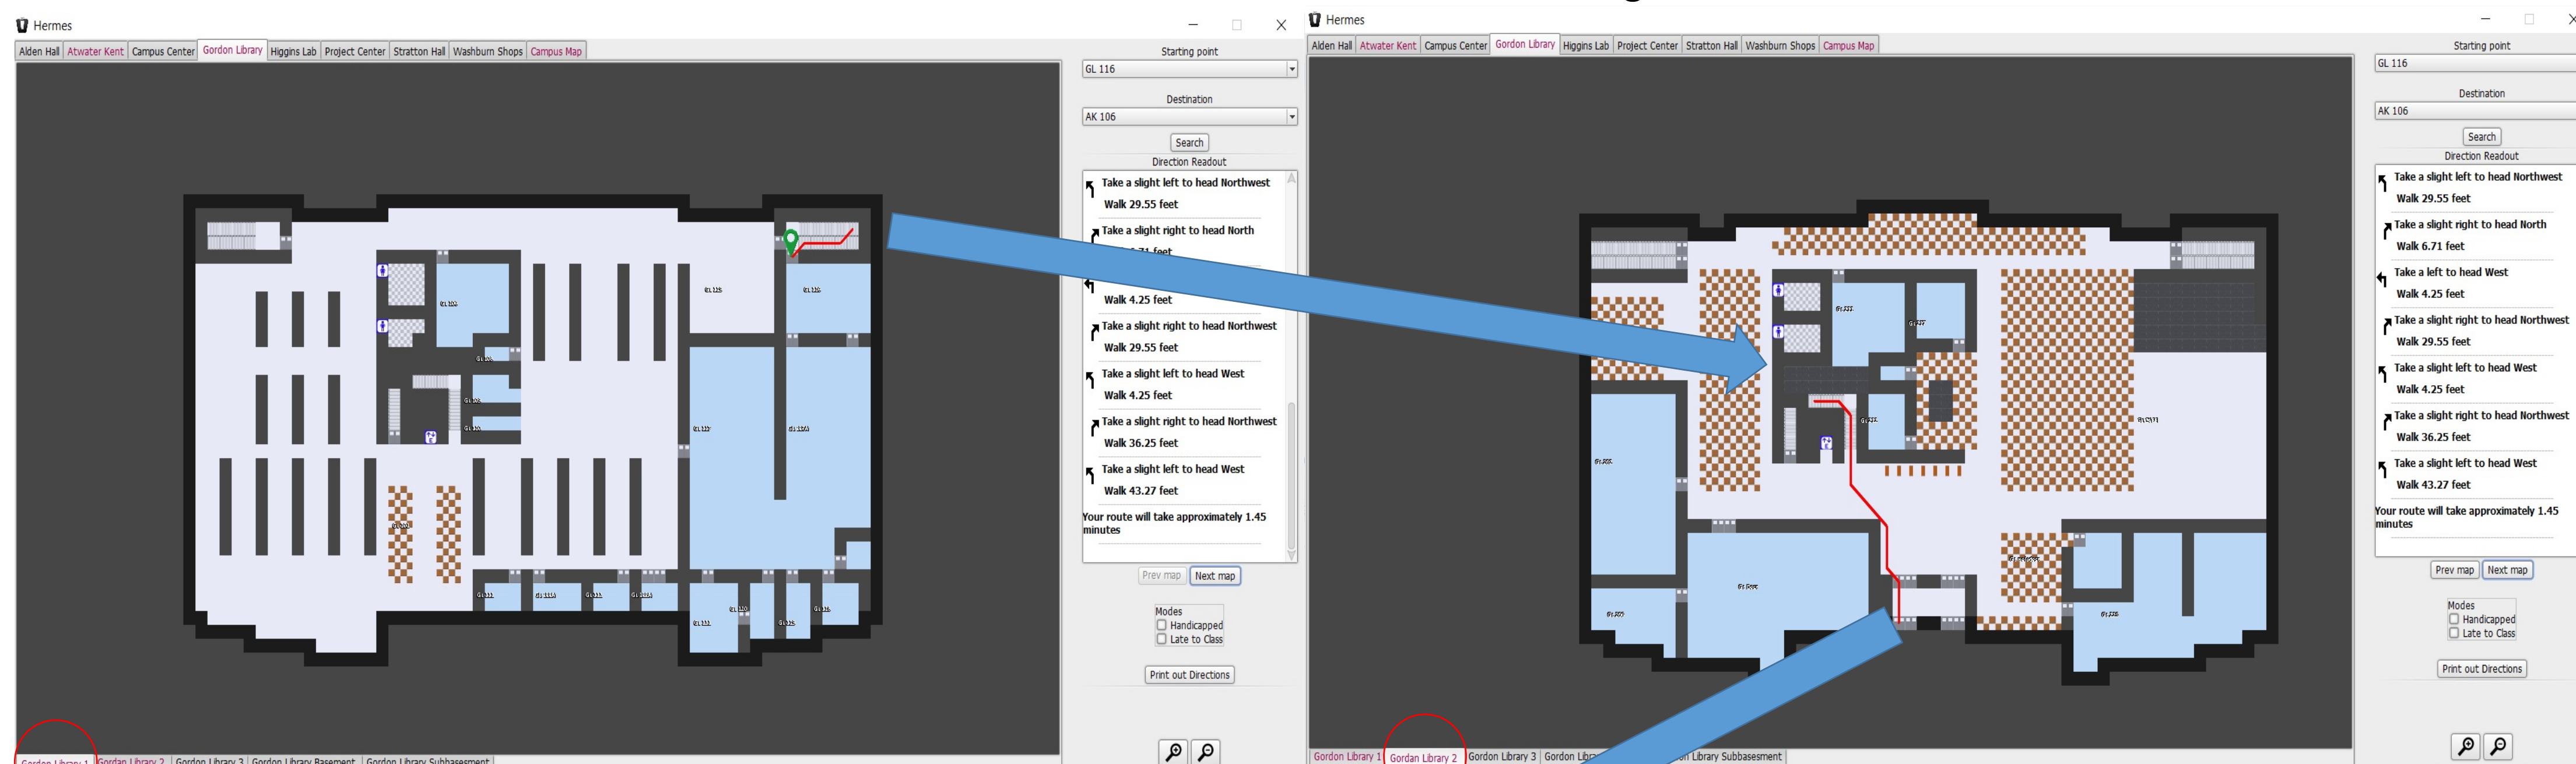 Hermes
Alden Hall Atwater Kent Campus Center Gordon Library Higgins Lab Project Center Stratton Hall Washburn Shops Campus Map
Starting point
GL 116
Destination
AK 106
Search
Direction Readout
Take a slight left to head Northwest
Walk 29.55 feet
Take a slight right to head North
6.71 feet
Walk 4.25 feet
Take a slight right to head Northwest
Walk 29.55 feet
Take a slight left to head West
Walk 4.25 feet
Take a slight right to head Northwest
Walk 36.25 feet
Take a slight left to head West
Walk 43.27 feet
Your route will take approximately 1.45
minutes
Prev map Next map
Modes
Handicapped
Late to Class
Print out Directions
Gordon Library 1 Gordan Library 2 Gordon Library 3 Gordon Library Basement Gordon Library Subbasesment
Hermes
Alden Hall Atwater Kent Campus Center Gordon Library Higgins Lab Project Center Stratton Hall Washburn Shops Campus Map
Starting point
GL 116
Destination
AK 106
Search
Direction Readout
Take a slight left to head Northwest
Walk 29.55 feet
Take a slight right to head North
Walk 6.71 feet
Take a left to head West
Walk 4.25 feet
Take a slight right to head Northwest
Walk 29.55 feet
Take a slight left to head West
Walk 4.25 feet
Take a slight right to head Northwest
Walk 36.25 feet
Take a slight left to head West
Walk 43.27 feet
Your route will take approximately 1.45
minutes
Prev map Next map
Modes
Handicapped
Late to Class
Print out Directions
Gordon Library 1 Gordan Library 2 Gordon Library 3 Gordon Library Subbasesment